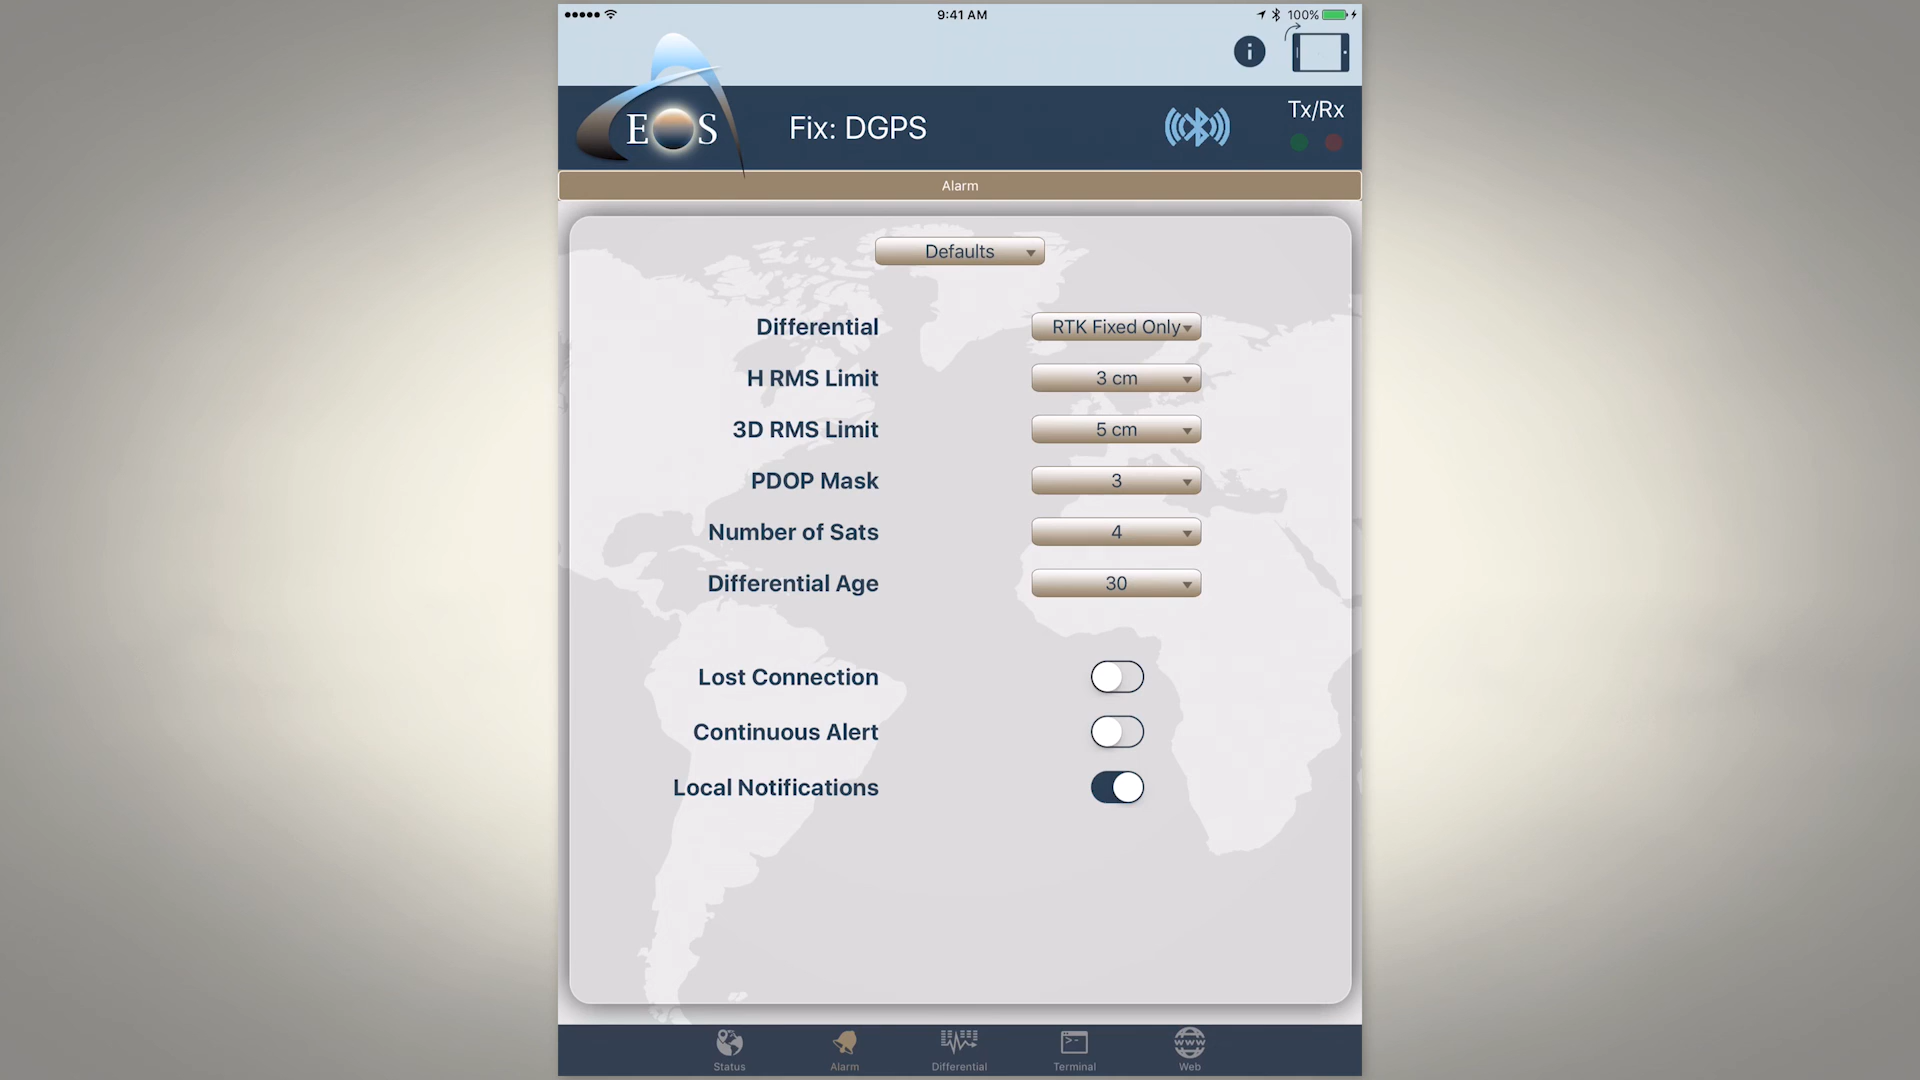 9:41 AM
100%
EOS
Fix: DGPS
Tx/Rx
Alarm
Defaults
Differential
RTK Fixed Only
H RMS Limit
3 cm
3D RMS Limit
5 cm
PDOP Mask
3
Number of Sats
4
Differential Age
30
Lost Connection
Continuous Alert
Local Notifications
Status
Alarm
Differential
Terminal
WWW
Web